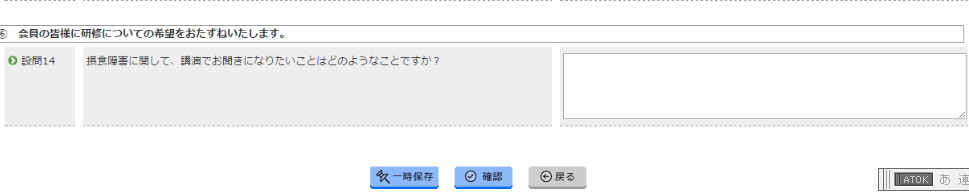 ⑥ 会員の皆様に研修についての希望をおたずねいたします。
設問14 摂食障害に関して、講演でお聞きになりたいことはどのようなことですか？
一時保存 確認 戻る
ATOK あ 連